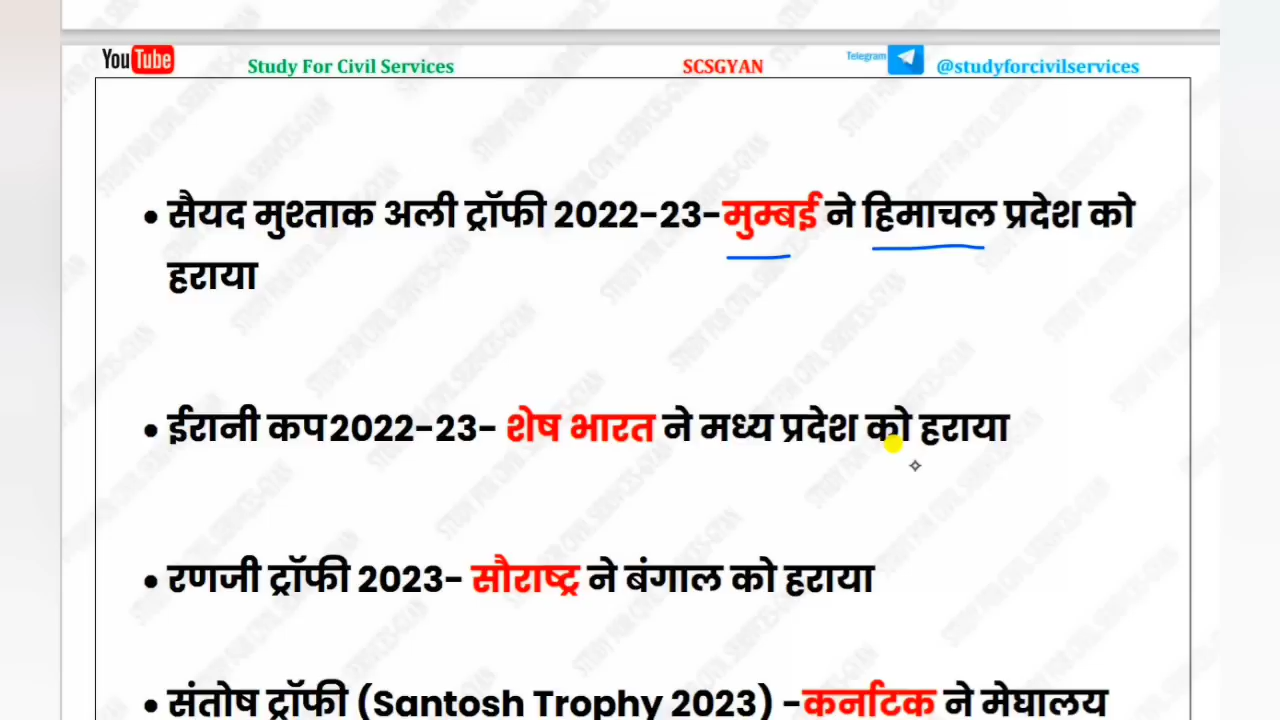 YouTube Study For Civil Services SCSGYAN Telegram @studyforcivilservices
• सैयद मुश्ताक अली ट्रॉफी 2022-23-मुम्बई ने हिमाचल प्रदेश को
हराया
• ईरानी कप2022-23- शेष भारत ने मध्य प्रदेश को हराया
• रणजी ट्रॉफी 2023- सौराष्ट्र ने बंगाल को हराया
• संतोष ट्रॉफी (Santosh Trophy 2023) -कर्नाटक ने मेघालय